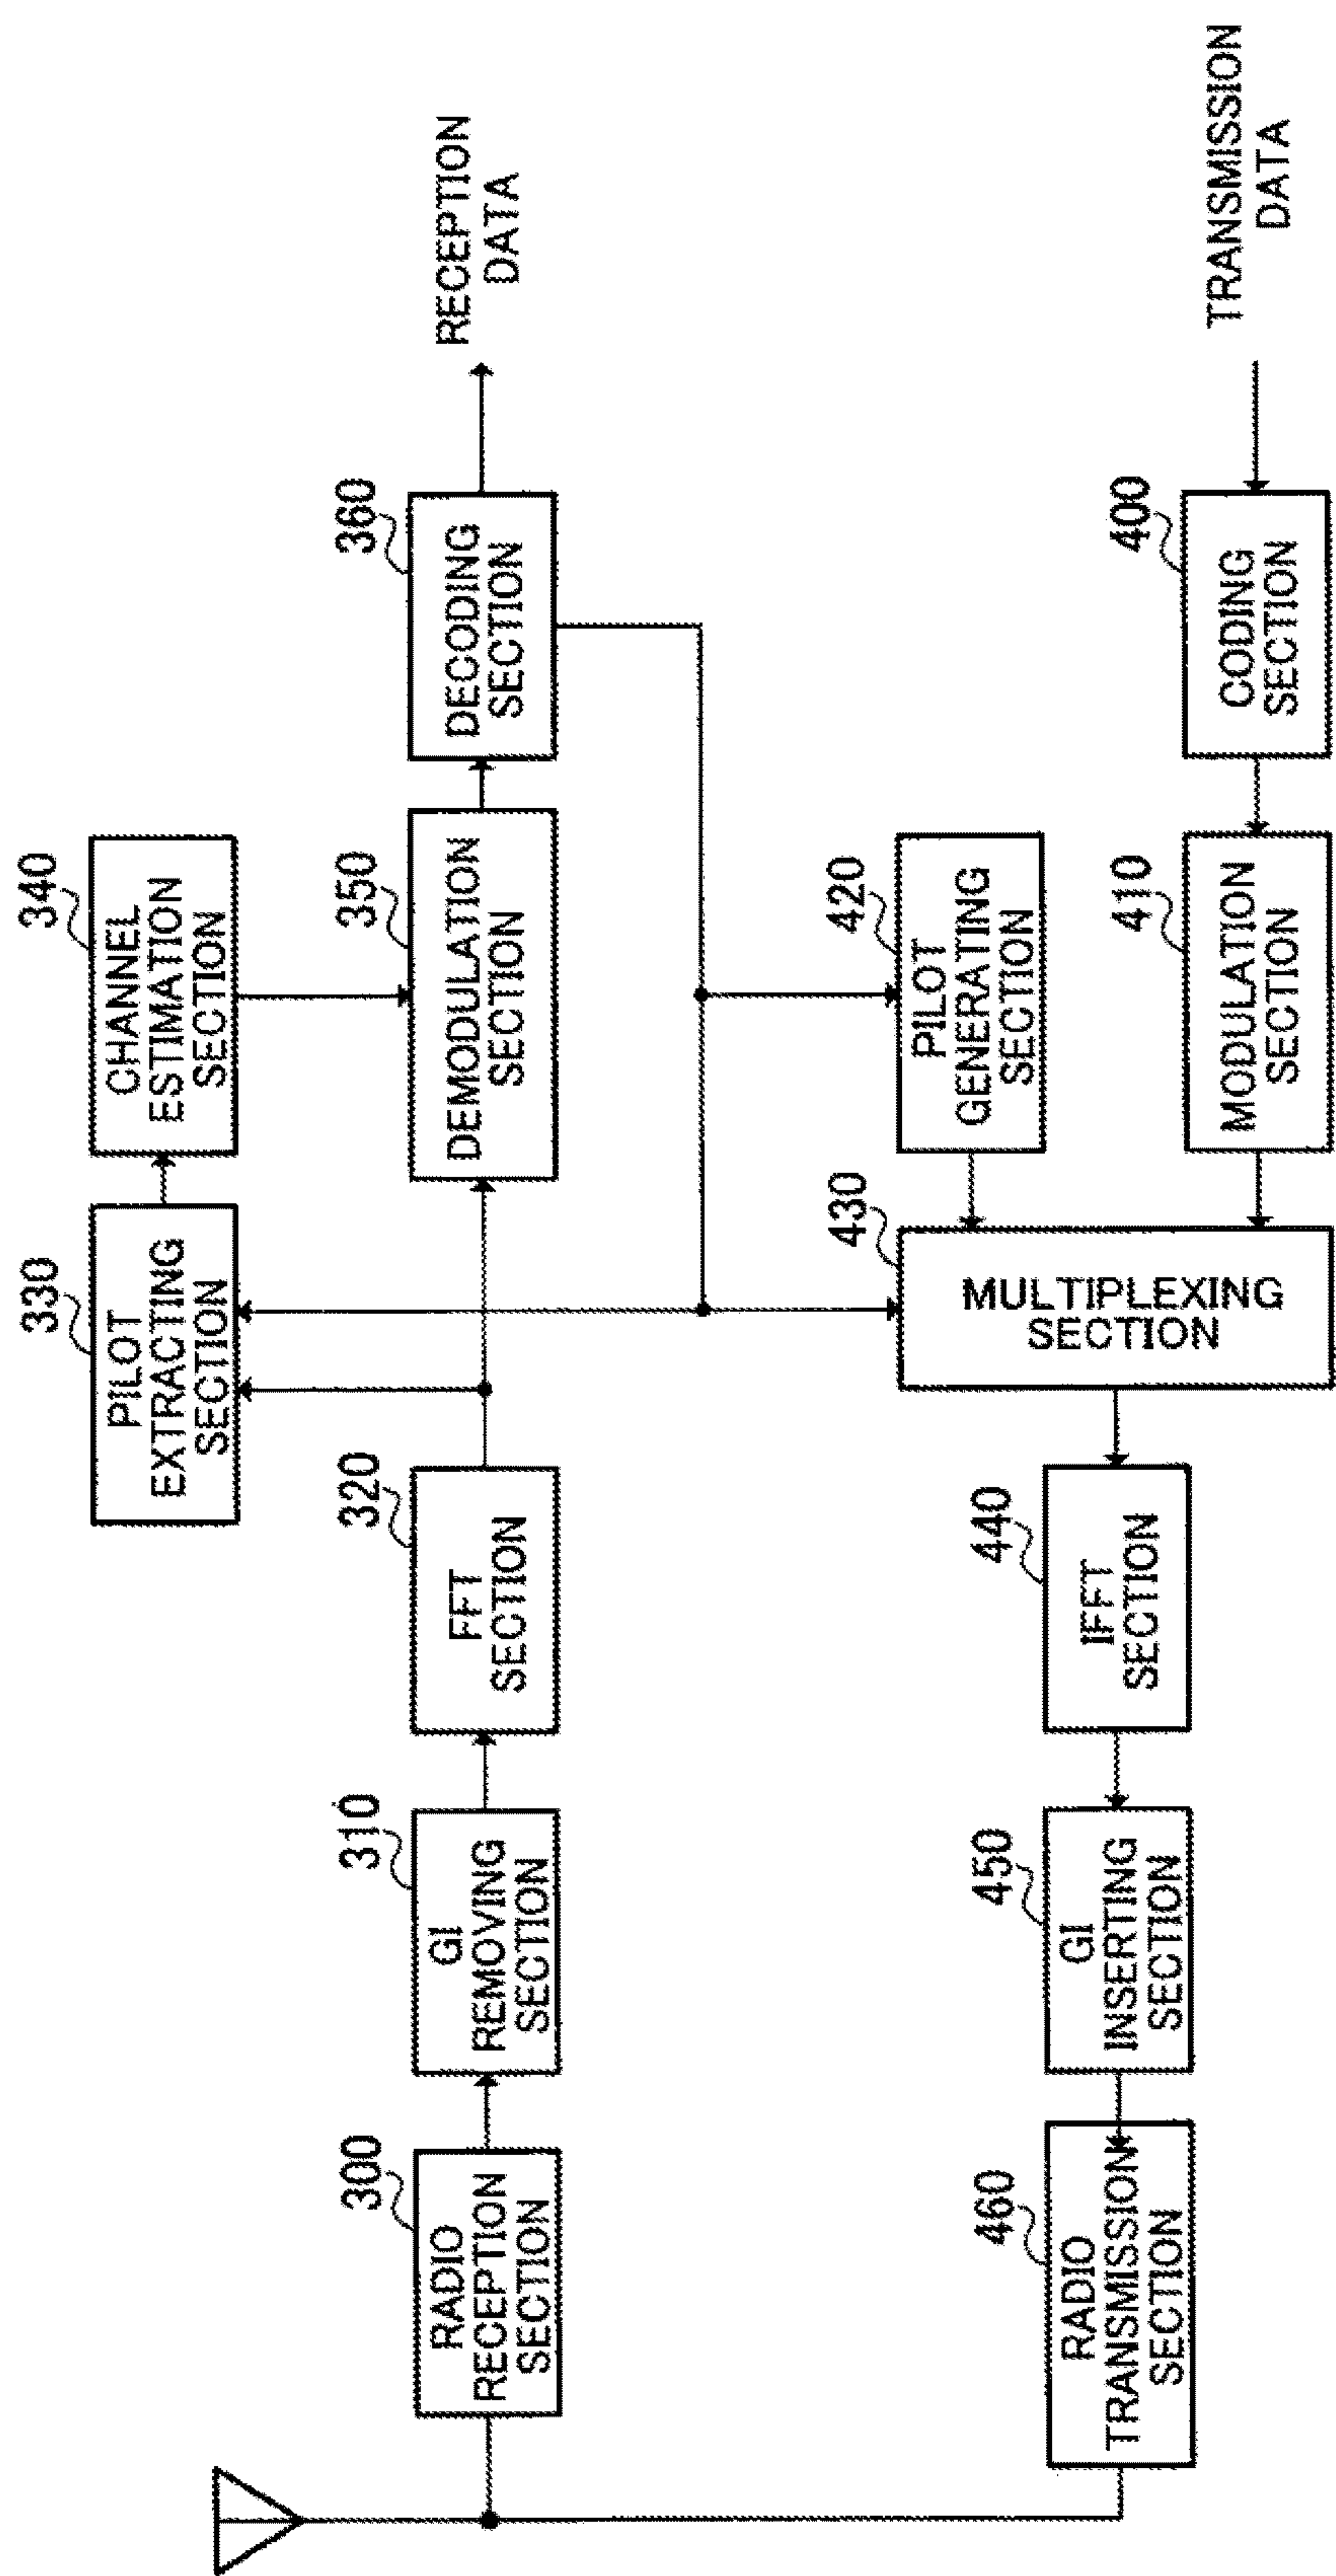 340
CHANNEL
ESTIMATION
SECTION
330
PILOT
EXTRACTING
SECTION
300
RADIO
RECEPTION
SECTION
310
GI
REMOVING
SECTION
320
FFT
SECTION
350
DEMODULATION
SECTION
360
DECODING
SECTION
RECEPTION
DATA
420
PILOT
GENERATING
SECTION
460
RADIO
TRANSMISSION
SECTION
450
GI
INSERTING
SECTION
440
IFFT
SECTION
430
MULTIPLEXING
SECTION
410
MODULATION
SECTION
400
CODING
SECTION
TRANSMISSION
DATA